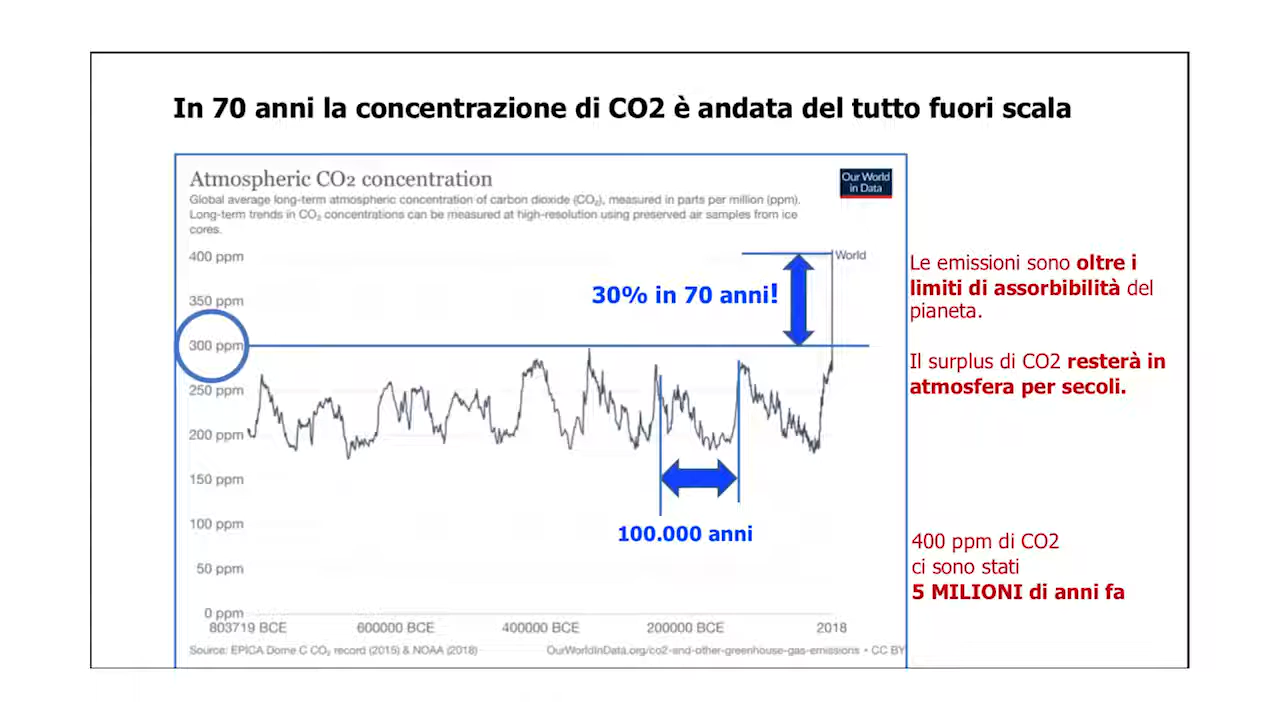 In 70 anni la concentrazione di CO2 è andata del tutto fuori scala
Atmospheric CO₂ concentration
Our World
in Data
Global average long-term atmospheric concentration of carbon dioxide (CO₂), measured in parts per million (ppm).
Long-term trends in CO₂ concentrations can be measured at high-resolution using preserved air samples from ice
cores.
400 ppm
350 ppm
300 ppm
250 ppm
200 ppm
150 ppm
100 ppm
50 ppm
0 ppm
World
30% in 70 anni!
100.000 anni
803719 BCE
600000 BCE
400000 BCE
200000 BCE
2018
Source: EPICA Dome C CO₂ record (2015) & NOAA (2018)
OurWorldInData.org/co2-and-other-greenhouse-gas-emissions • CC BY
Le emissioni sono oltre i
limiti di assorbibilità del
pianeta.
Il surplus di CO2 resterà in
atmosfera per secoli.
400 ppm di CO2
ci sono stati
5 MILIONI di anni fa